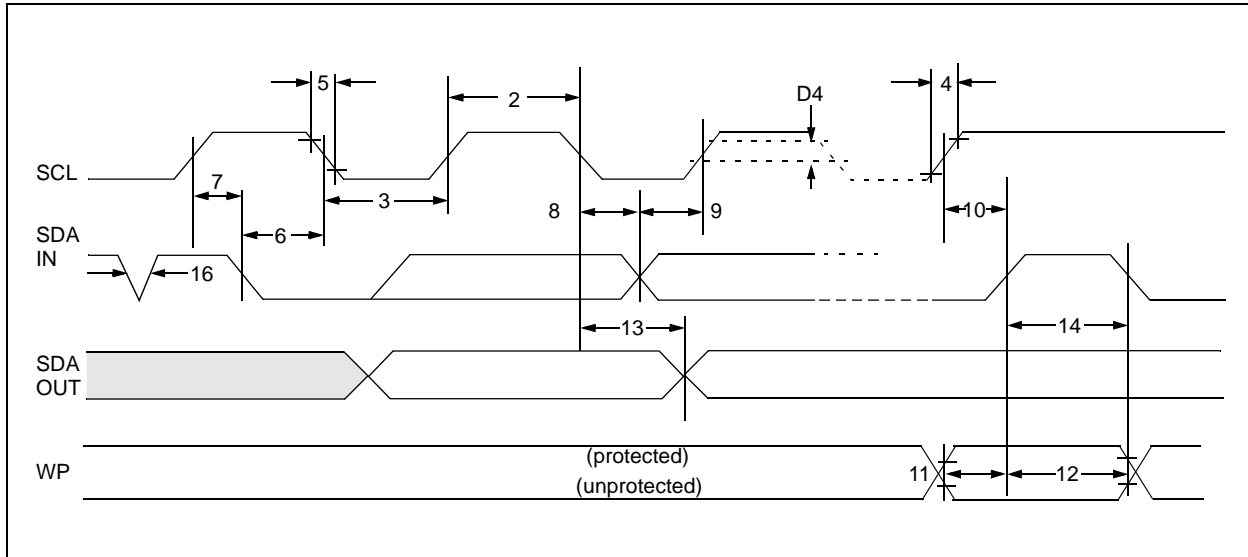 5
2
D4
4
SCL
7
3
8
9
10
6
SDA
IN
16
13
14
SDA
OUT
WP
(protected)
(unprotected)
11
12